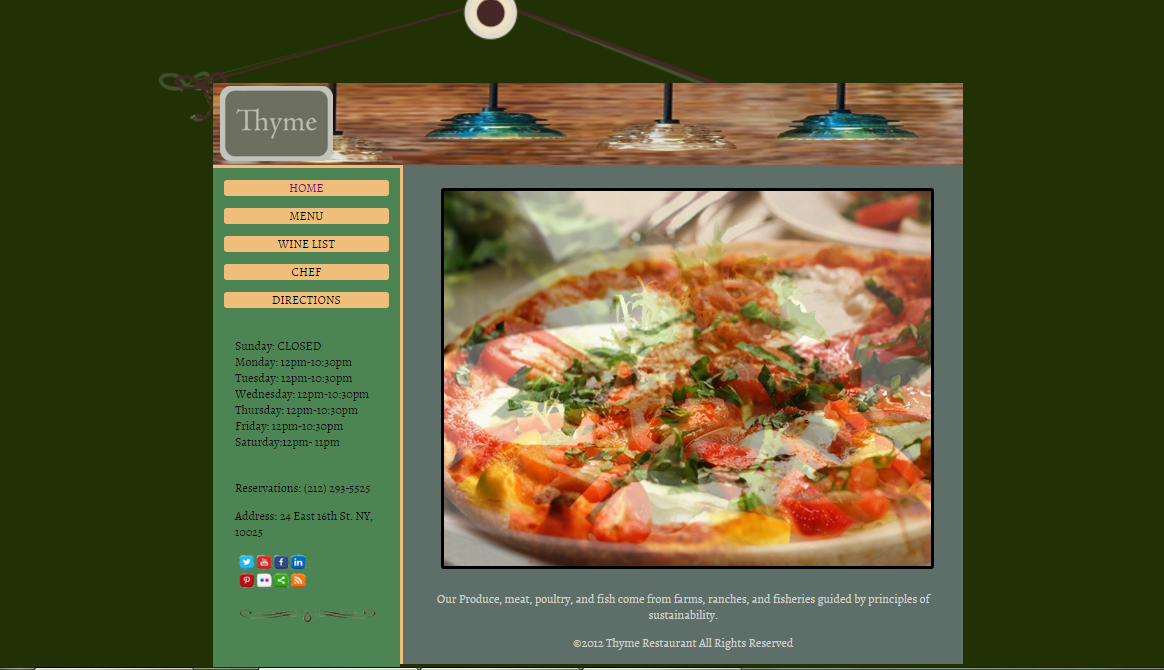 Thyme
HOME
MENU
WINE LIST
CHEF
DIRECTIONS
Sunday: CLOSED
Monday: 12pm-10:30pm
Tuesday: 12pm-10:30pm
Wednesday: 12pm-10:30pm
Thursday: 12pm-10:30pm
Friday: 12pm-10:30pm
Saturday:12pm- 11pm
Reservations: (212) 293-5525
Address: 24 East 16th St. NY,
10025
Our Produce, meat, poultry, and fish come from farms, ranches, and fisheries guided by principles of
sustainability.
©2012 Thyme Restaurant All Rights Reserved